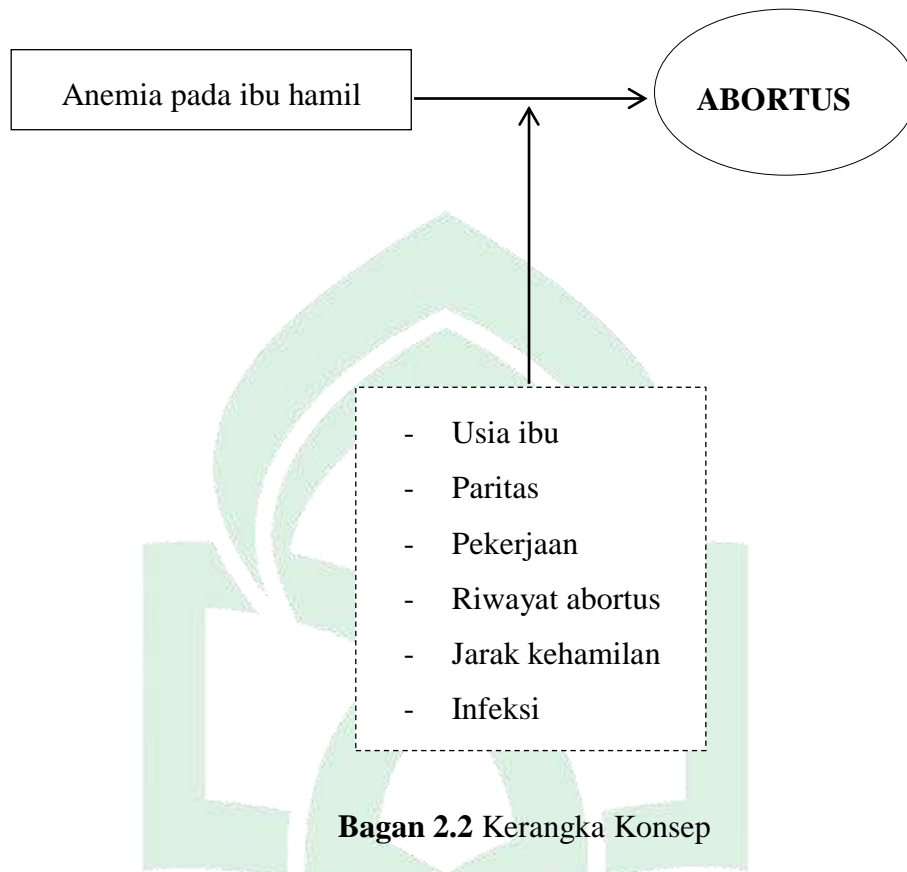 Anemia pada ibu hamil
ABORTUS
- Usia ibu
- Paritas
- Pekerjaan
- Riwayat abortus
- Jarak kehamilan
- Infeksi
Bagan 2.2 Kerangka Konsep